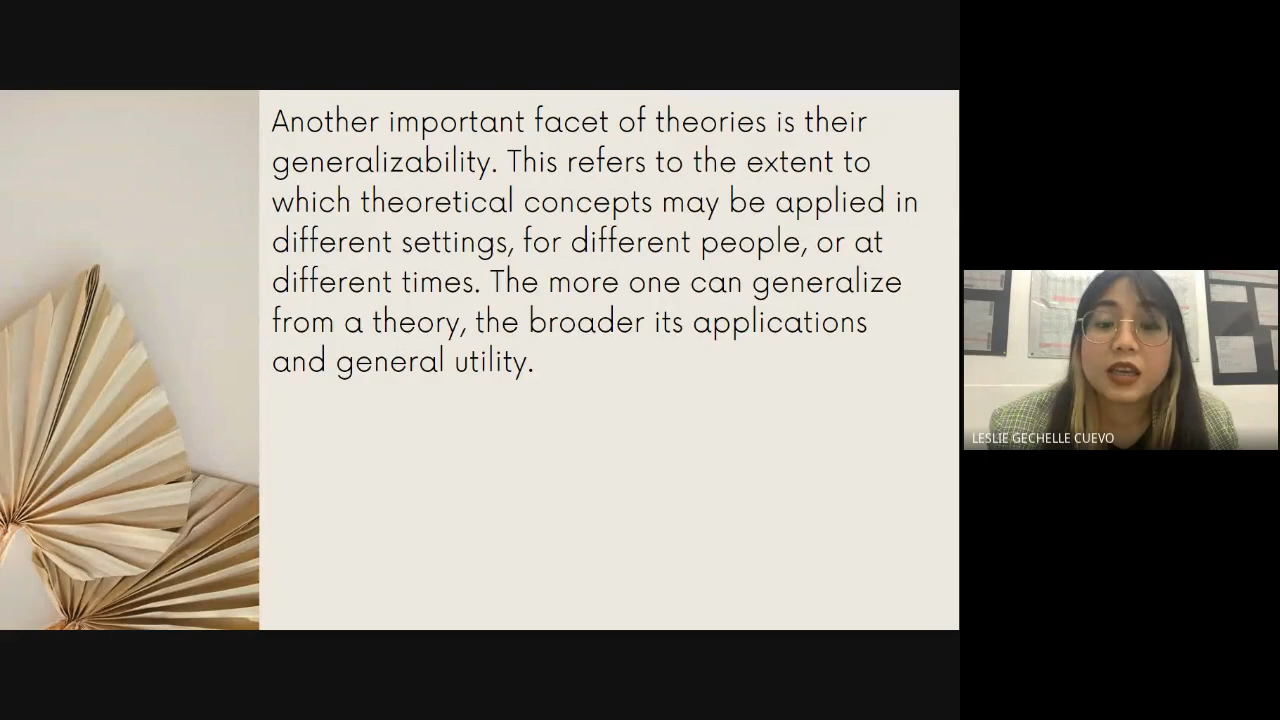 Another important facet of theories is their
generalizability. This refers to the extent to
which theoretical concepts may be applied in
different settings, for different people, or at
different times. The more one can generalize
from a theory, the broader its applications
and general utility.
LESLIE GECHELLE CUEVO